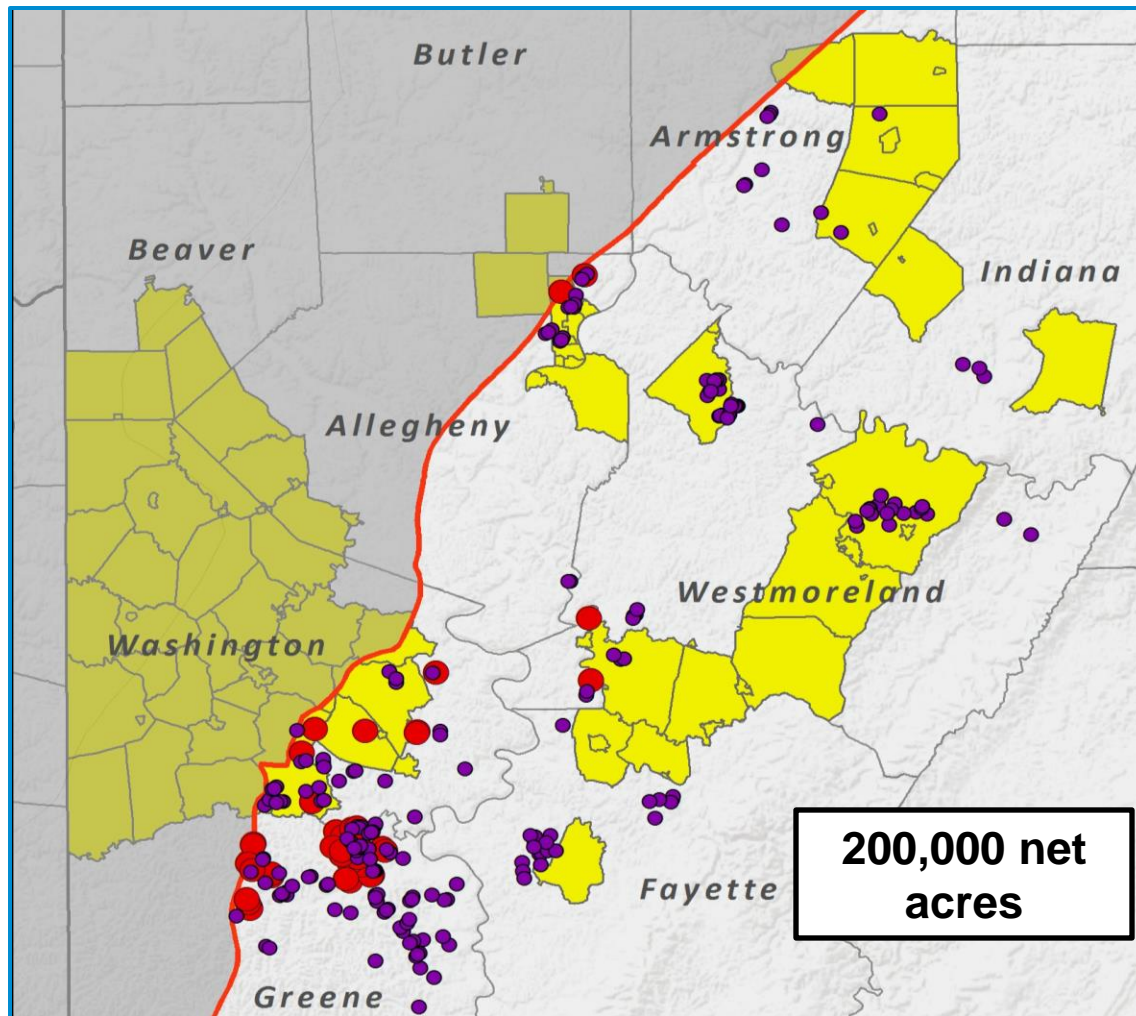 Butler
Armstrong
Beaver
Indiana
Allegheny
Westmoreland
Washington
200,000 net
acres
Fayette
Greene